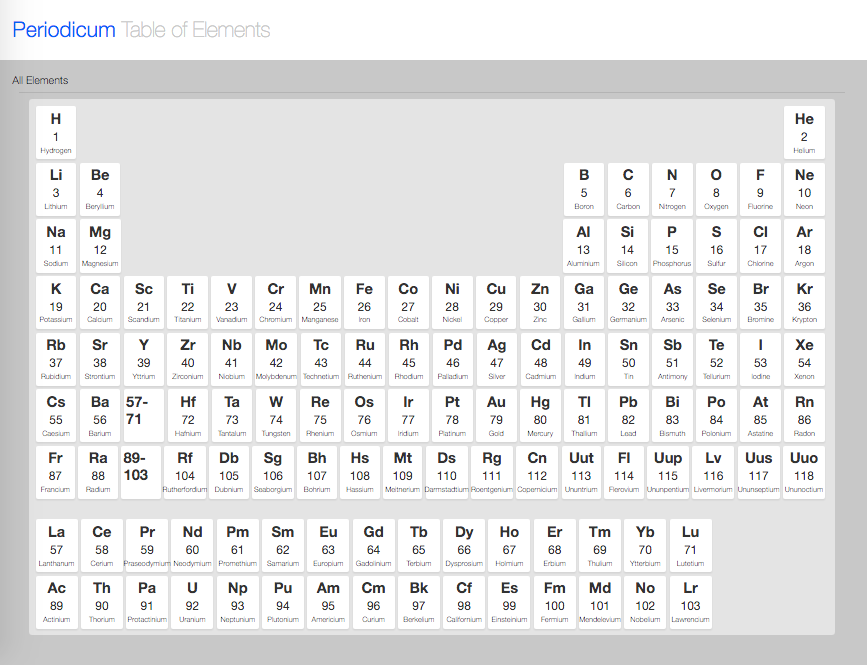 Periodicum Table of Elements
All Elements
H He
1 2
Hydrogen Helium
Li Be B C N O F Ne
3 4 5 6 7 8 9 10
Lithium Beryllium Boron Carbon Nitrogen Oxygen Fluorine Neon
Na Mg Al Si P S Cl Ar
11 12 13 14 15 16 17 18
Sodium Magnesium Aluminium Silicon Phosphorus Sulfur Chlorine Argon
K Ca Sc Ti V Cr Mn Fe Co Ni Cu Zn Ga Ge As Se Br Kr
19 20 21 22 23 24 25 26 27 28 29 30 31 32 33 34 35 36
Potassium Calcium Scandium Titanium Vanadium Chromium Manganese Iron Cobalt Nickel Copper Zinc Gallium Germanium Arsenic Selenium Bromine Krypton
Rb Sr Y Zr Nb Mo Tc Ru Rh Pd Ag Cd In Sn Sb Te I Xe
37 38 39 40 41 42 43 44 45 46 47 48 49 50 51 52 53 54
Rubidium Strontium Yttrium Zirconium Niobium Molybdenum Technetium Ruthenium Rhodium Palladium Silver Cadmium Indium Tin Antimony Tellurium Iodine Xenon
Cs Ba 57- Hf Ta W Re Os Ir Pt Au Hg Tl Pb Bi Po At Rn
55 56 71 72 73 74 75 76 77 78 79 80 81 82 83 84 85 86
Caesium Barium Hafnium Tantalum Tungsten Rhenium Osmium Iridium Platinum Gold Mercury Thallium Lead Bismuth Polonium Astatine Radon
Fr Ra 89- Rf Db Sg Bh Hs Mt Ds Rg Cn Uut Fl Uup Lv Uus Uuo
87 88 103 104 105 106 107 108 109 110 111 112 113 114 115 116 117 118
Francium Radium Rutherfordium Dubnium Seaborgium Bohrium Hassium Meitnerium Darmstadtium Roentgenium Copernicium Ununtrium Flerovium Ununpentium Livermorium Ununseptium Ununoctium
La Ce Pr Nd Pm Sm Eu Gd Tb Dy Ho Er Tm Yb Lu
57 58 59 60 61 62 63 64 65 66 67 68 69 70 71
Lanthanum Cerium Praseodymium Neodymium Promethium Samarium Europium Gadolinium Terbium Dysprosium Holmium Erbium Thulium Ytterbium Lutetium
Ac Th Pa U Np Pu Am Cm Bk Cf Es Fm Md No Lr
89 90 91 92 93 94 95 96 97 98 99 100 101 102 103
Actinium Thorium Protactinium Uranium Neptunium Plutonium Americium Curium Berkelium Californium Einsteinium Fermium Mendelevium Nobelium Lawrencium